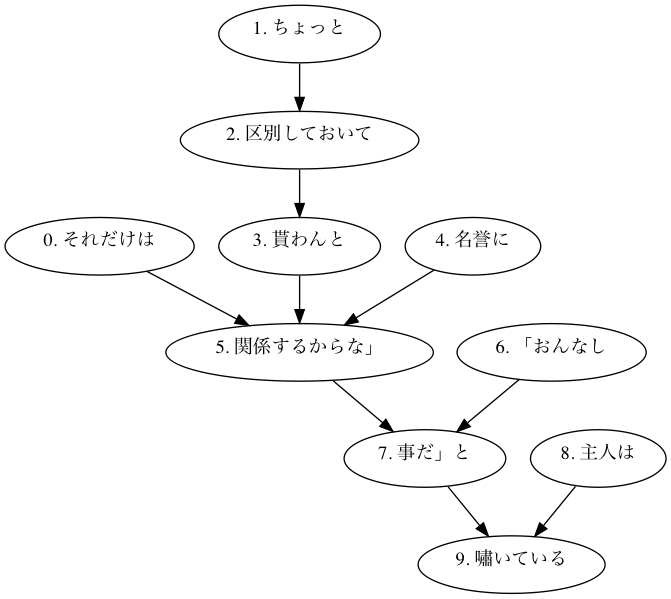 1. ちょっと
2. 区別しておいて
0. それだけは
3. 貰わんと
4. 名誉に
5. 関係するからな」
6. 「おんなし
7. 事だ」と
8. 主人は
9. 嘯いている